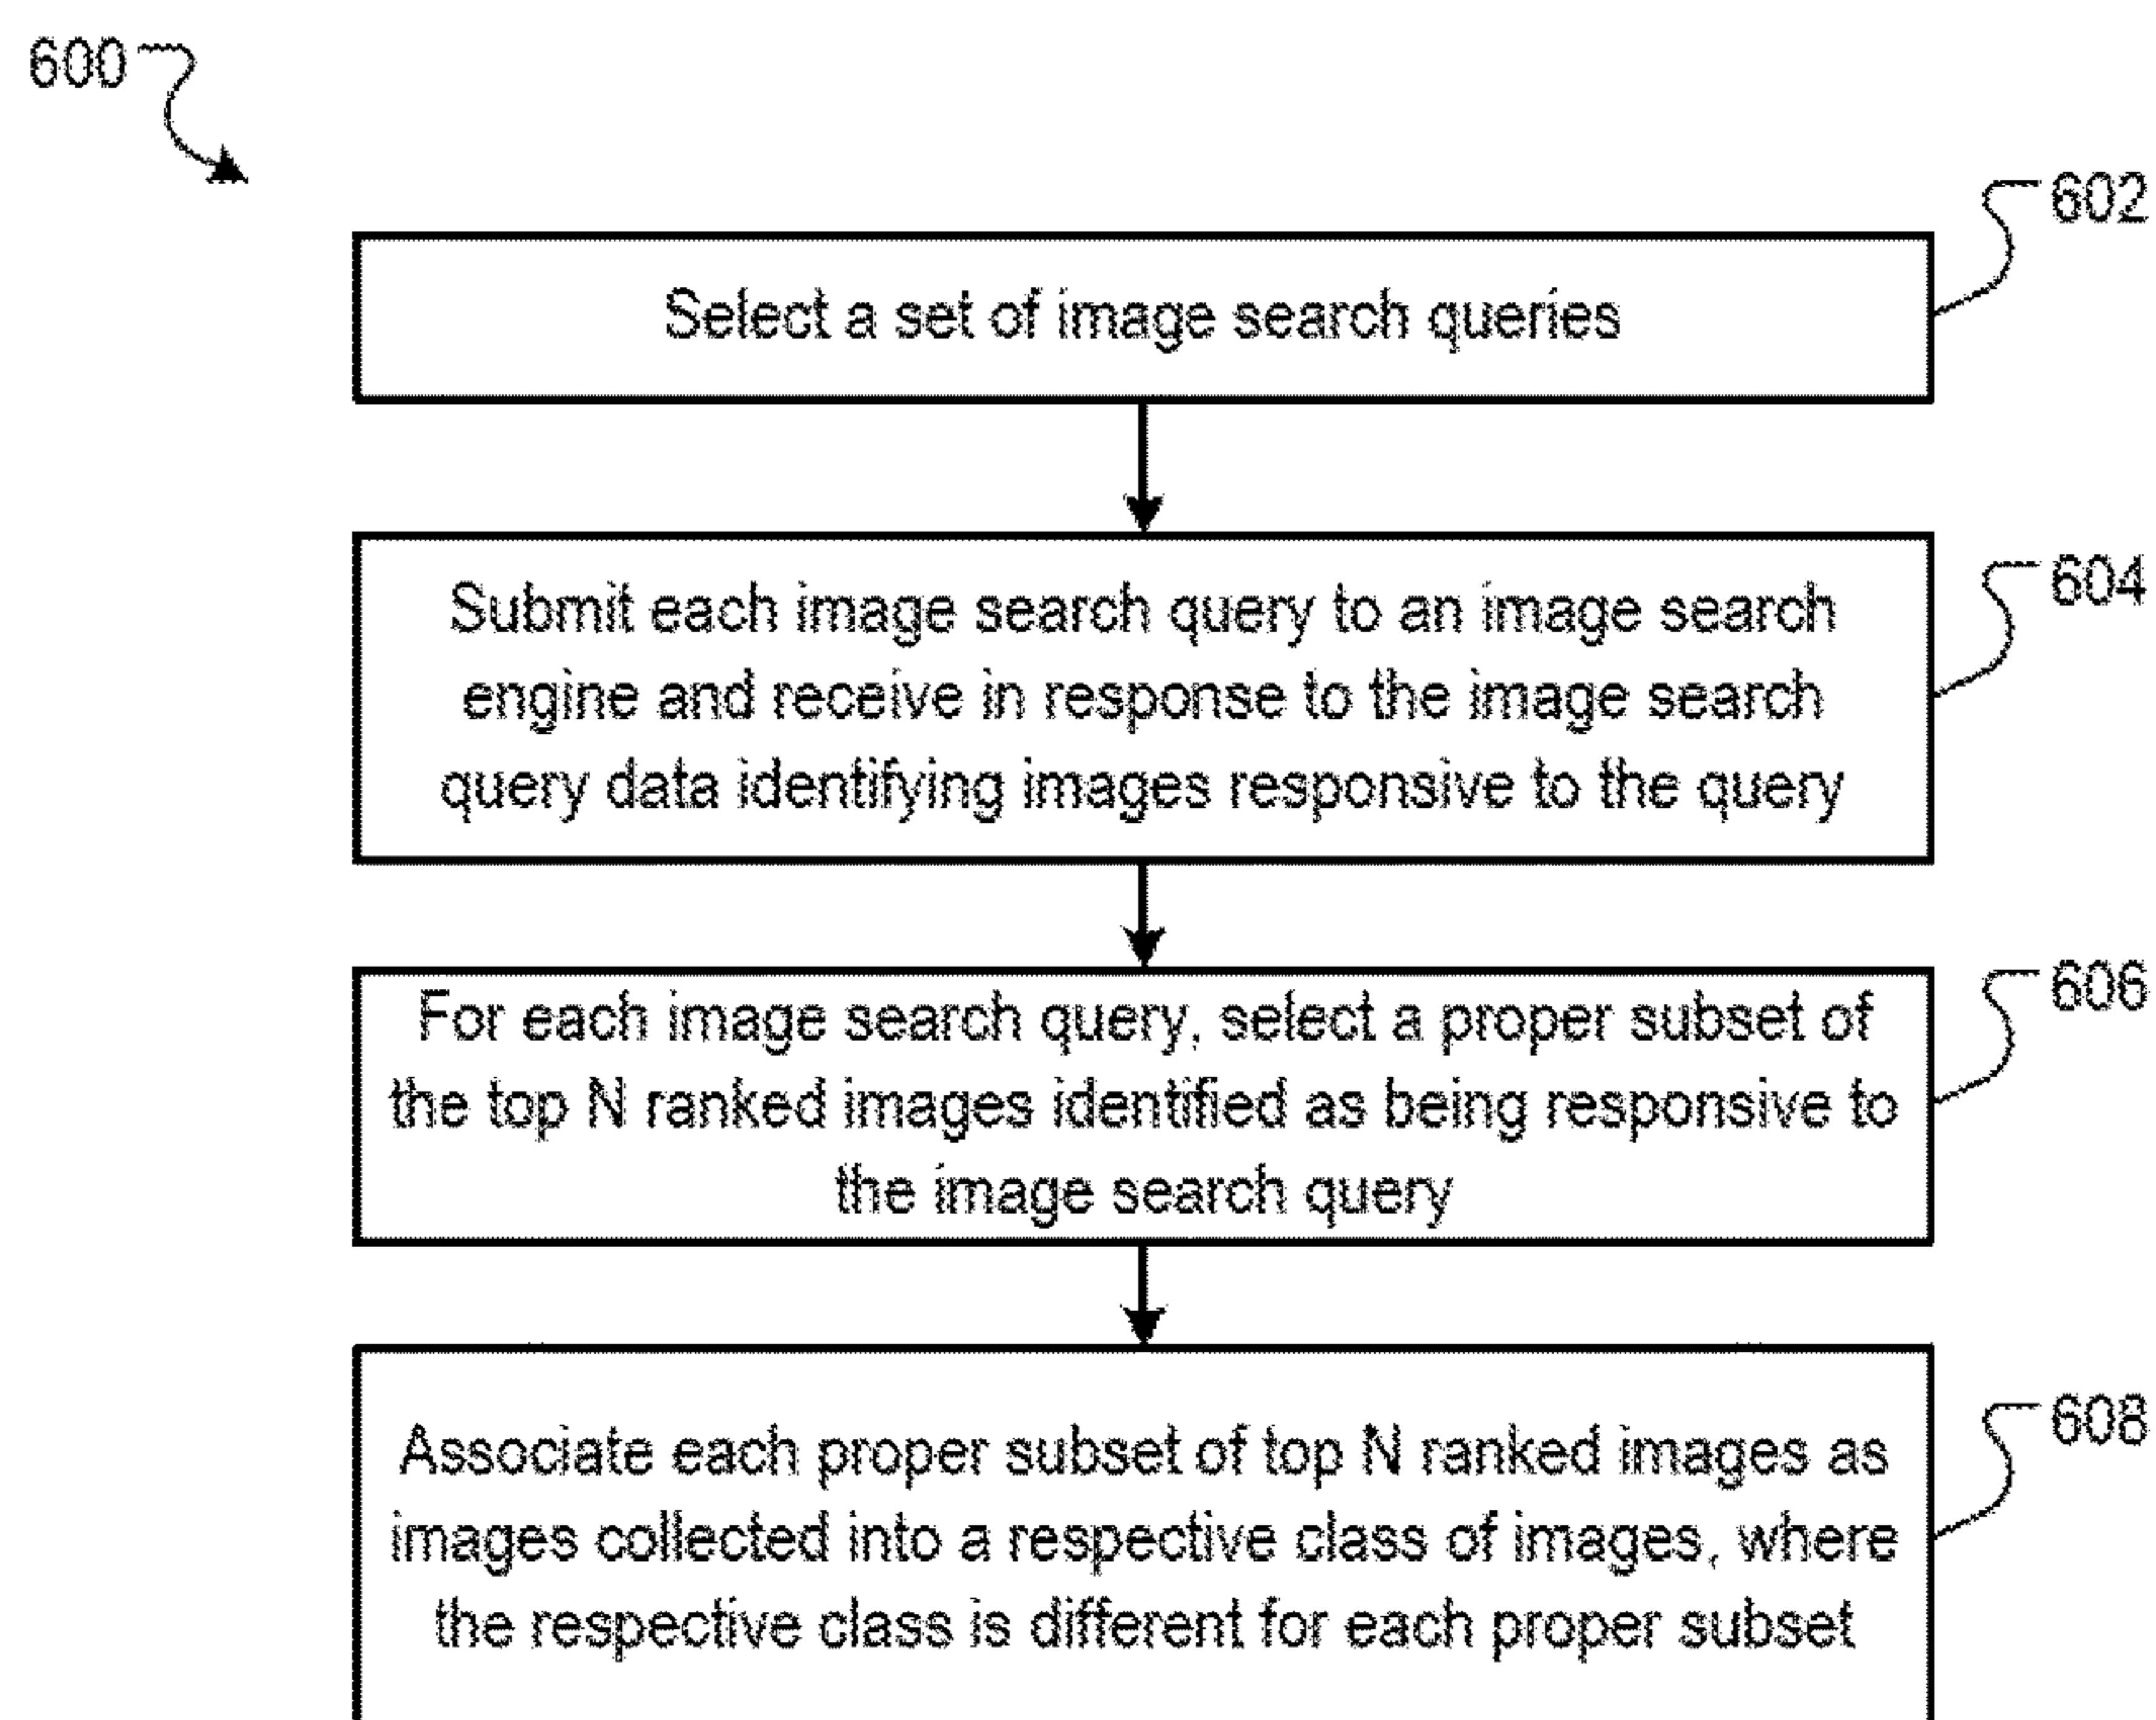 600
602
Select a set of image search queries
604
Submit each image search query to an image search
engine and receive in response to the image search
query data identifying images responsive to the query
606
For each image search query, select a proper subset of
the top N ranked images identified as being responsive to
the image search query
608
Associate each proper subset of top N ranked images as
images collected into a respective class of images, where
the respective class is different for each proper subset